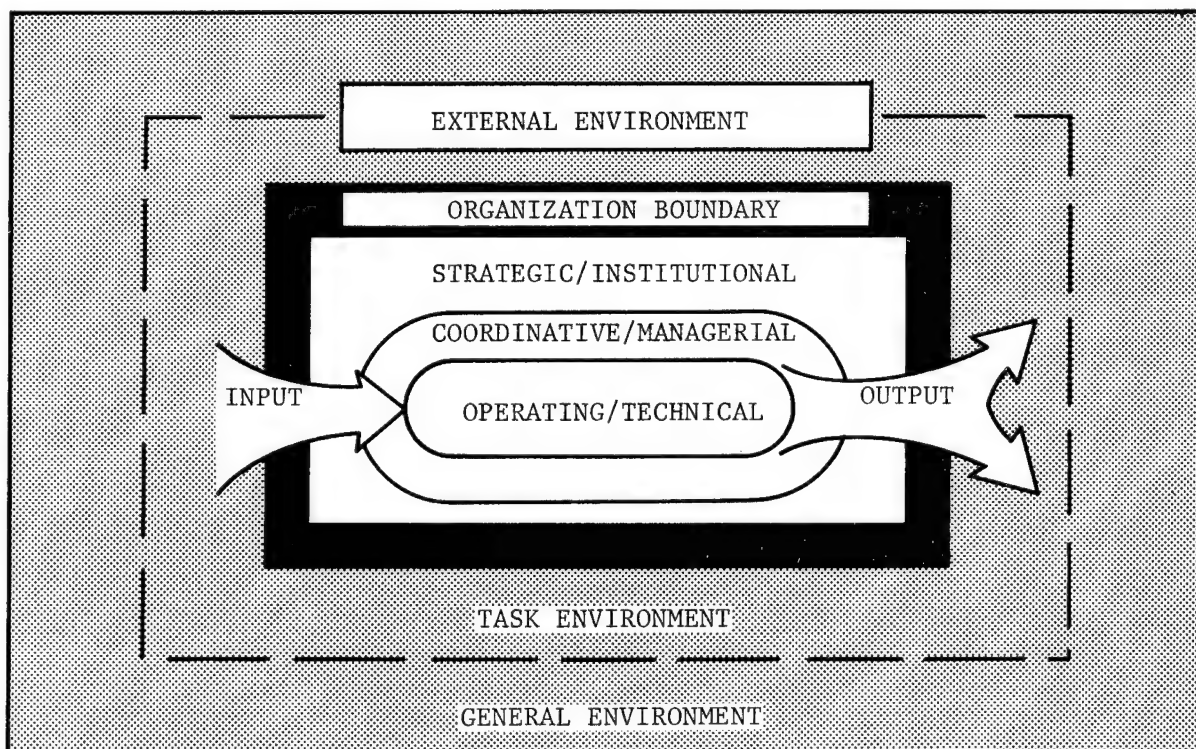 EXTERNAL ENVIRONMENT
ORGANIZATION BOUNDARY
STRATEGIC/INSTITUTIONAL
COORDINATIVE/MANAGERIAL
INPUT
OPERATING/TECHNICAL
OUTPUT
TASK ENVIRONMENT
GENERAL ENVIRONMENT